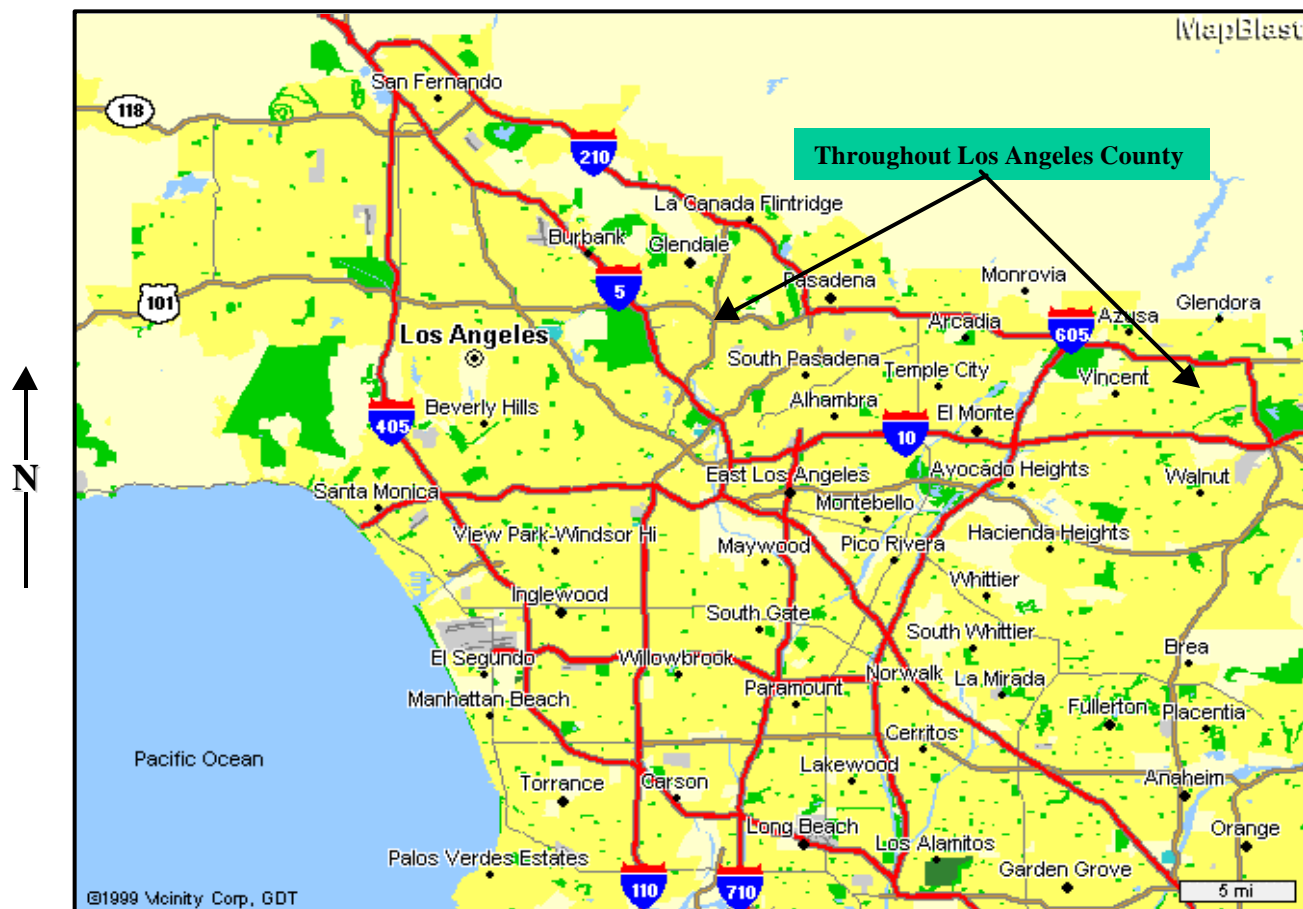 MapBlast
San Fernando
118
210
Throughout Los Angeles County
La Canada Flintridge
Burbank
Glendale
5
Pasadena
Monrovia
101
Glendora
Azusa
Arcadia
605
Los Angeles
South Pasadena
Temple City
Vincent
Beverly Hills
Alhambra
El Monte
405
10
N
East Los Angeles
Avocado Heights
Walnut
Santa Monica
Montebello
View Park-Windsor Hi
Maywood
Pico Rivera
Hacienda Heights
Whittier
Inglewood
South Gate
South Whittier
El Segundo
Willowbrook
Brea
Norwalk
La Mirada
Manhattan Beach
Paramount
Fullerton
Placentia
Cerritos
Pacific Ocean
Lakewood
Anaheim
Torrance
Carson
Long Beach
Los Alamitos
Orange
Palos Verdes Estates
Garden Grove
110
710
5 mi
©1999 Vicinity Corp, GDT